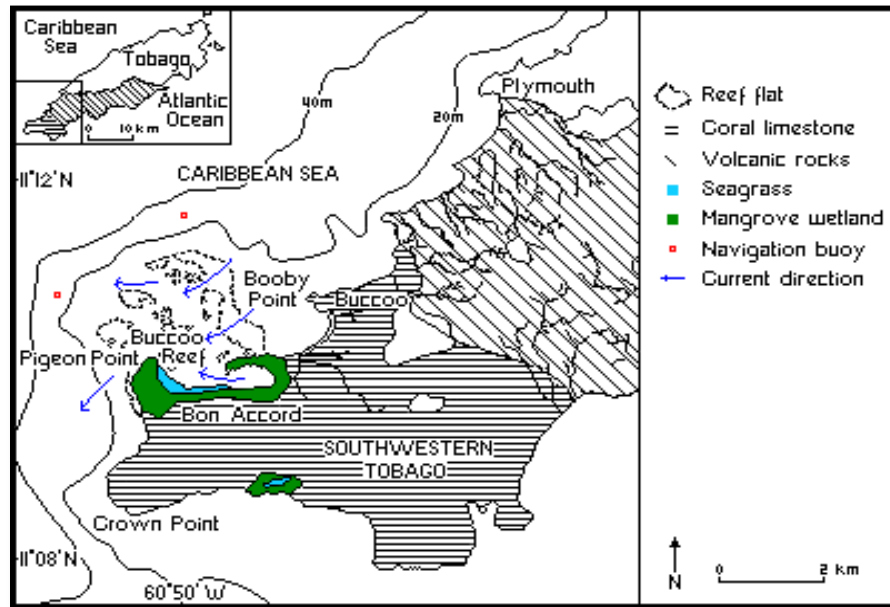 Caribbean
Sea
Tobago
Atlantic
Ocean
0 10 km
40m
20m
Plymouth
CARIBBEAN SEA
11°12'N
Booby
Point
Buccoo
Buccoo
Reef
Pigeon Point
Bon Accord
SOUTHWESTERN
TOBAGO
Crown Point
11°08'N
60°50' W
Reef flat
Coral limestone
Volcanic rocks
Seagrass
Mangrove wetland
Navigation buoy
Current direction
N
0 2 km